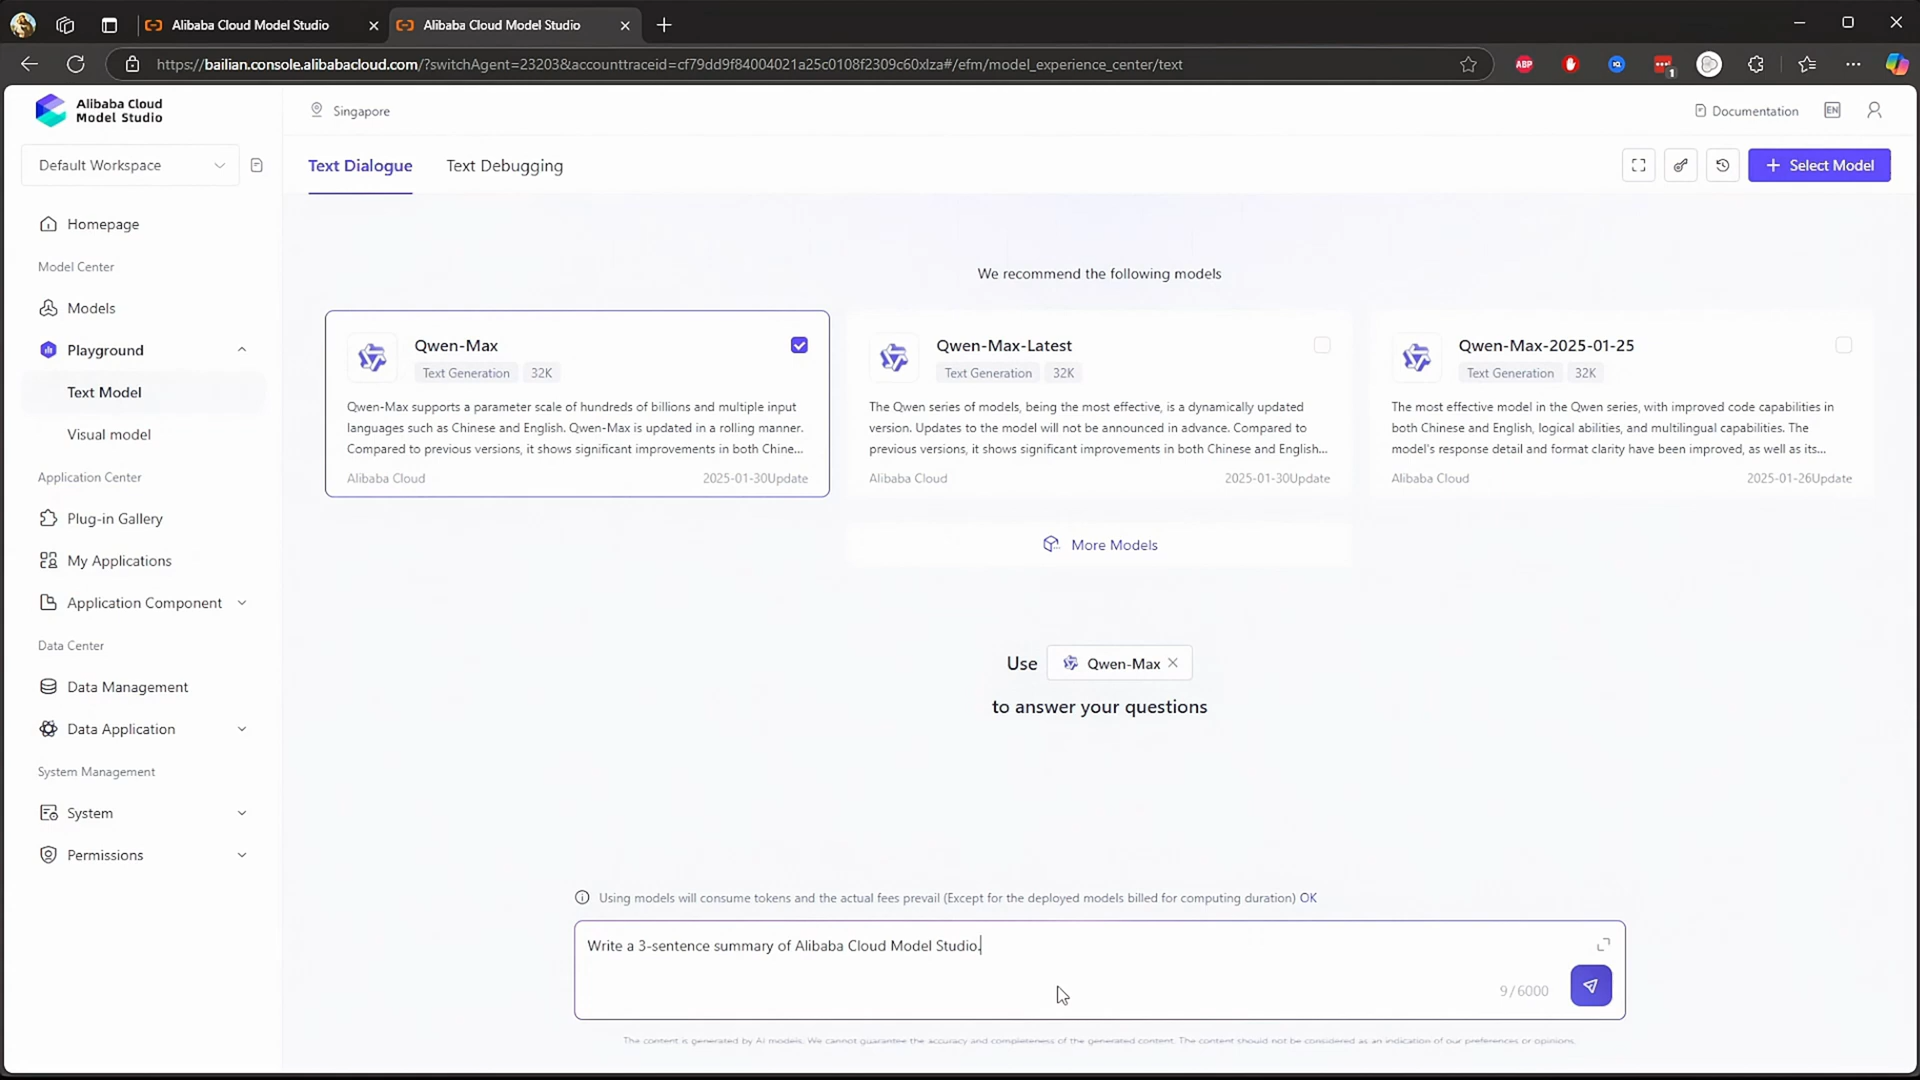 Alibaba Cloud Model Studio
Alibaba Cloud Model Studio
https://bailian.console.alibabacloud.com/?switchAgent=23203&accounttraceid=cf79dd9f84004021a25c0108f2309c60xlza#/efm/model_experience_center/text
ABP
1
Alibaba Cloud
Model Studio
Singapore
Documentation
EN
Default Workspace
Text Dialogue
Text Debugging
Select Model
Homepage
Model Center
Models
Playground
Text Model
Visual model
Application Center
Plug-in Gallery
My Applications
Application Component
Data Center
Data Management
Data Application
System Management
System
Permissions
We recommend the following models
Qwen-Max
Text Generation 32K
Qwen-Max supports a parameter scale of hundreds of billions and multiple input
languages such as Chinese and English. Qwen-Max is updated in a rolling manner.
Compared to previous versions, it shows significant improvements in both Chine...
Alibaba Cloud 2025-01-30Update
Qwen-Max-Latest
Text Generation 32K
The Qwen series of models, being the most effective, is a dynamically updated
version. Updates to the model will not be announced in advance. Compared to
previous versions, it shows significant improvements in both Chinese and English...
Alibaba Cloud 2025-01-30Update
Qwen-Max-2025-01-25
Text Generation 32K
The most effective model in the Qwen series, with improved code capabilities in
both Chinese and English, logical abilities, and multilingual capabilities. The
model's response detail and format clarity have been improved, as well as its...
Alibaba Cloud 2025-01-26Update
More Models
Use Qwen-Max
to answer your questions
Using models will consume tokens and the actual fees prevail (Except for the deployed models billed for computing duration) OK
Write a 3-sentence summary of Alibaba Cloud Model Studio.
9/6000
The content is generated by AI models. We cannot guarantee the accuracy and completeness of the generated content. The content should not be considered as an indication of our preferences or opinions.